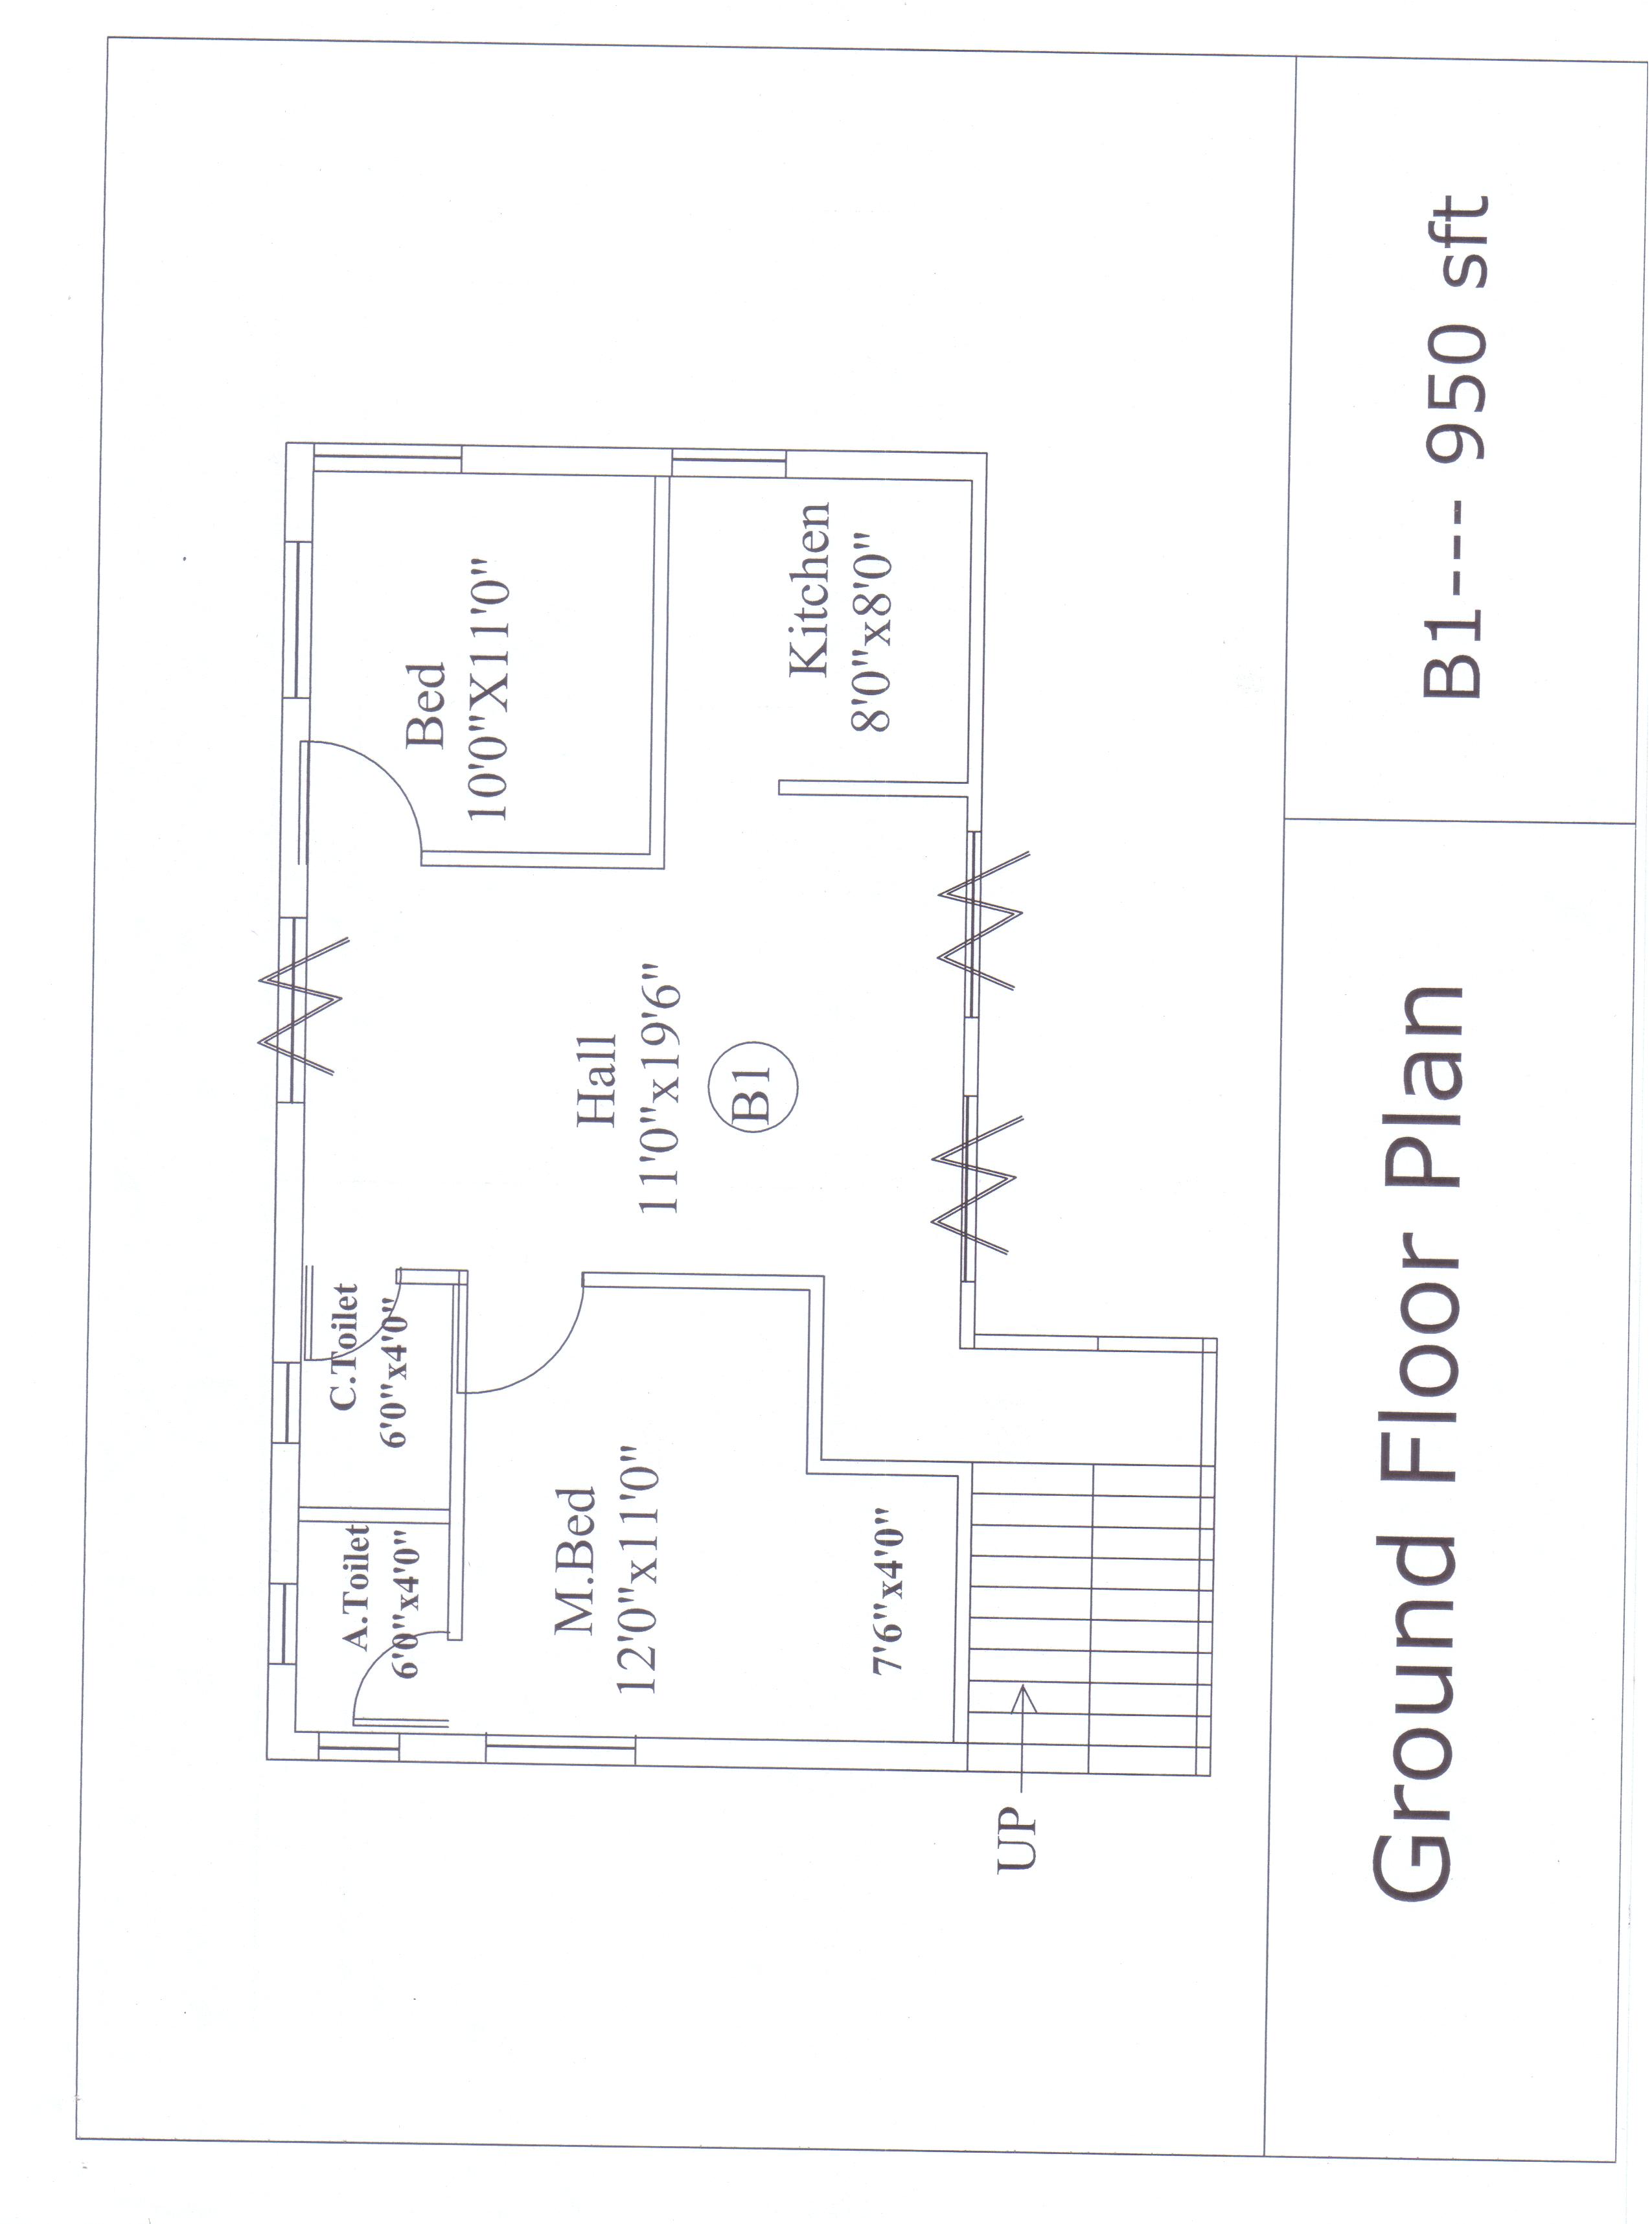 A.Toilet
6'0"x4'0"
C.Toilet
6'0"x4'0"
Bed
10'0"X11'0"
M.Bed
12'0"x11'0"
Hall
11'0"x19'6"
B1
Kitchen
8'0"x8'0"
7'6"x4'0"
UP
Ground Floor Plan
B1--- 950 sft